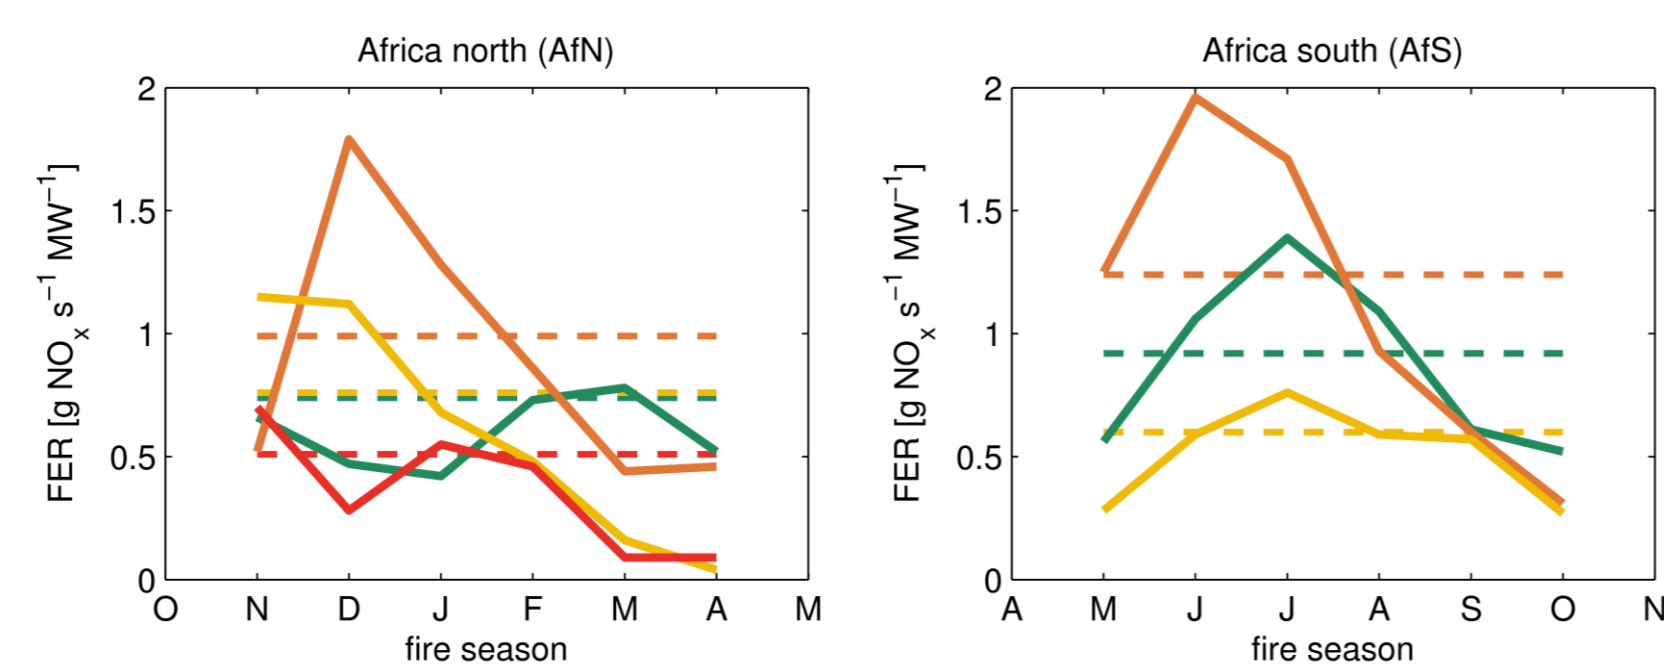 Africa north (AfN)
FER [g NOx s−1 MW−1]
2
1.5
1
0.5
0
O N D J F M A M
fire season
Africa south (AfS)
FER [g NOx s−1 MW−1]
2
1.5
1
0.5
0
A M J J A S O N
fire season